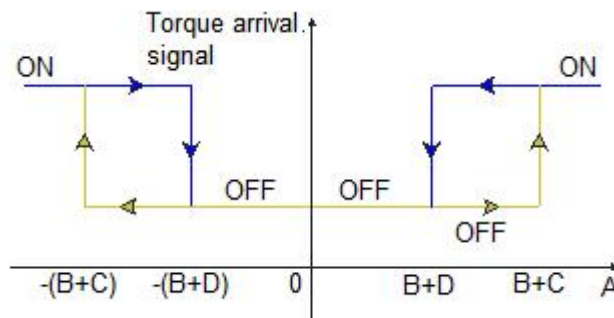 Torque arrival.
signal
ON
ON
OFF
OFF
OFF
-(B+C)
-(B+D)
0
B+D
B+C
A